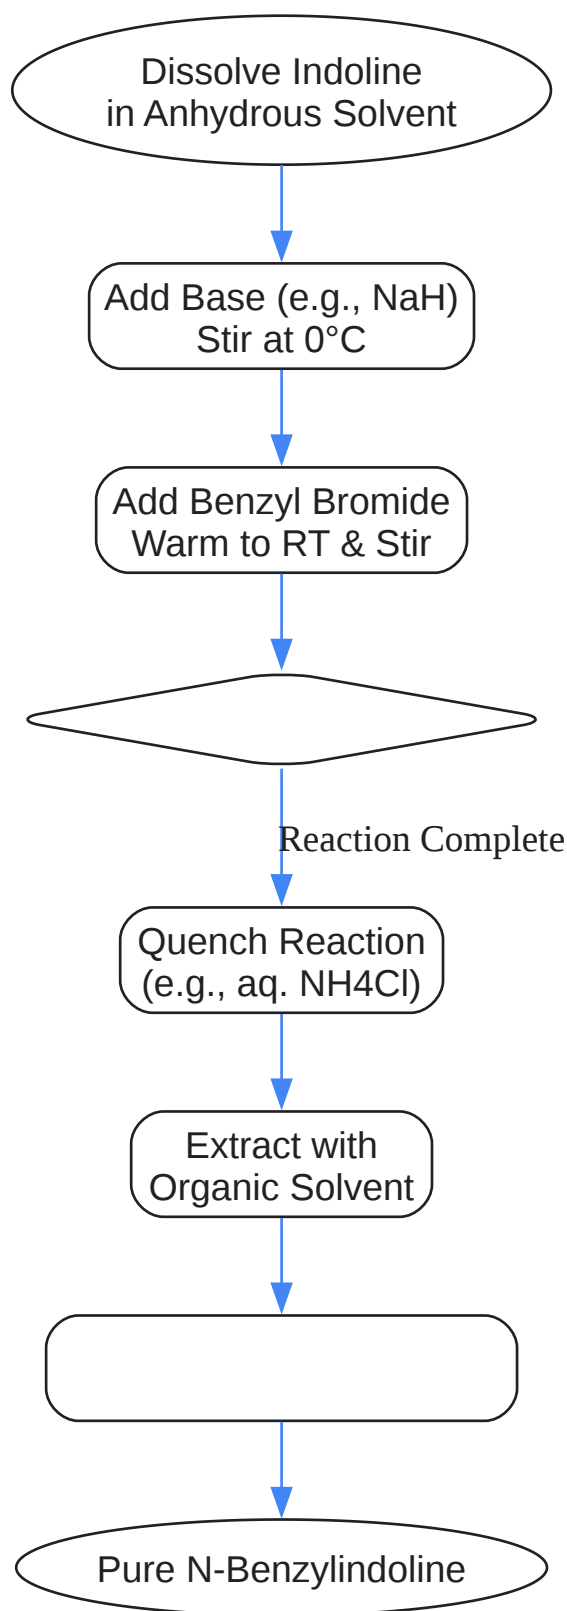 Dissolve Indoline
in Anhydrous Solvent
Add Base (e.g., NaH)
Stir at 0°C
Add Benzyl Bromide
Warm to RT & Stir
Reaction Complete
Quench Reaction
(e.g., aq. NH4Cl)
Extract with
Organic Solvent
Pure N-Benzylindoline